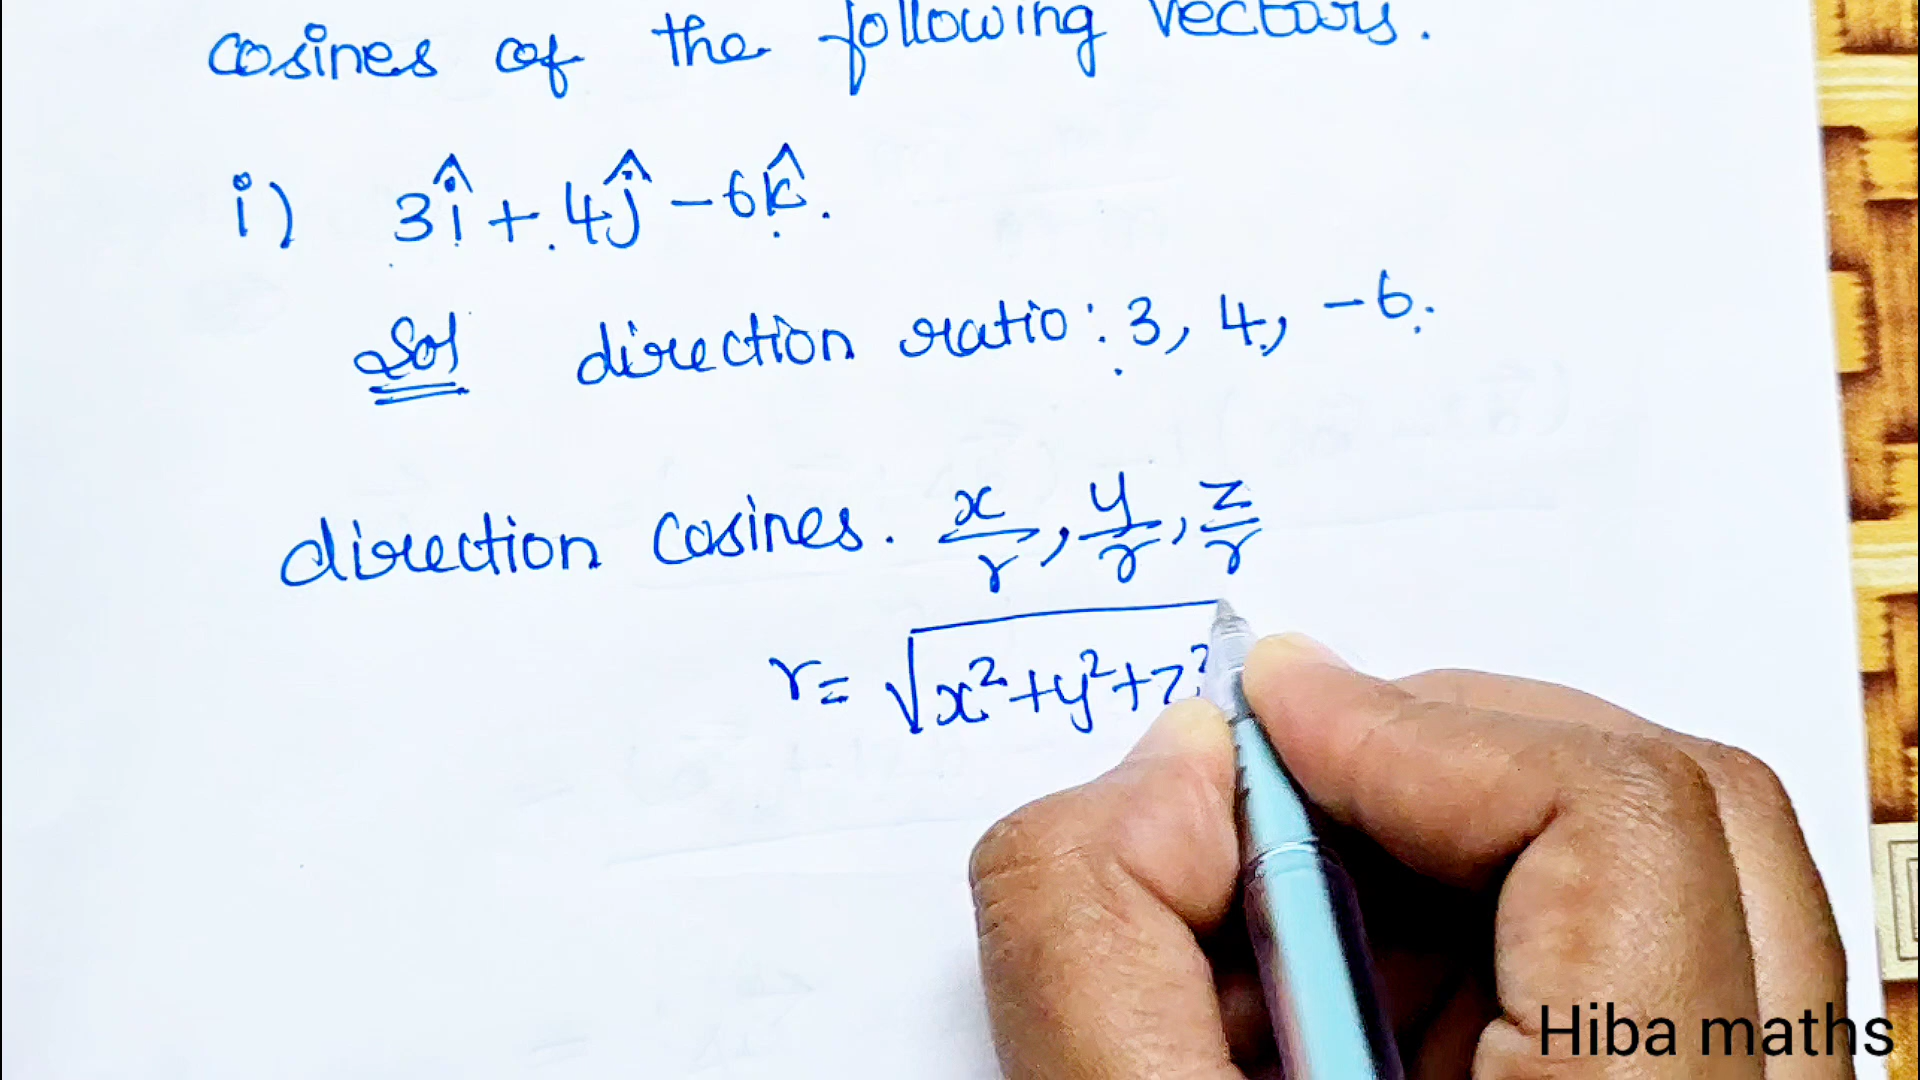 cosines of the following vectors.
i) 3î + 4ĵ - 6k̂.
Sol direction ratio: 3, 4, -6.
direction cosines. x/r, y/r, z/r
r = √x²+y²+z²
Hiba maths